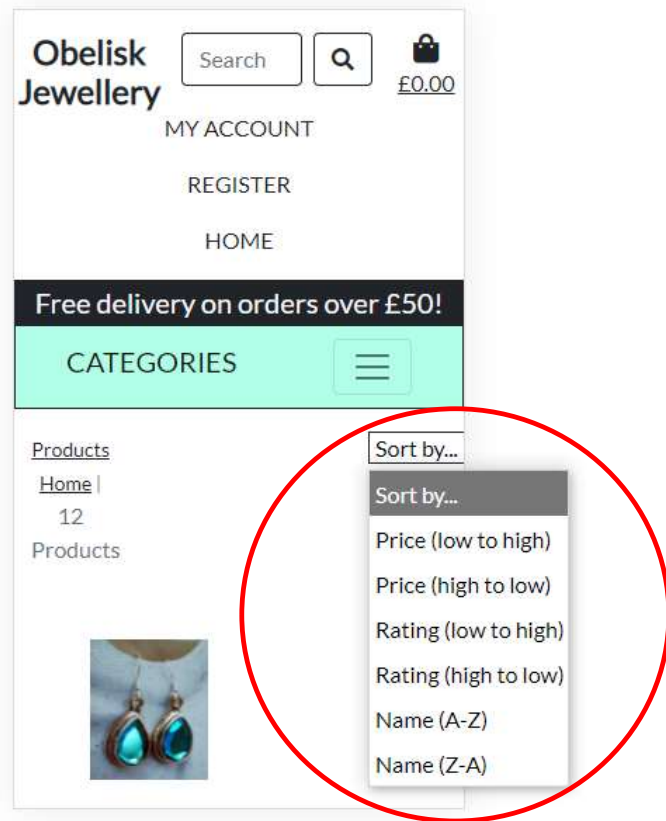 Obelisk
Jewellery
Search
£0.00
MY ACCOUNT
REGISTER
HOME
Free delivery on orders over £50!
CATEGORIES
Products
Home |
12
Products
Sort by...
Sort by...
Price (low to high)
Price (high to low)
Rating (low to high)
Rating (high to low)
Name (A-Z)
Name (Z-A)